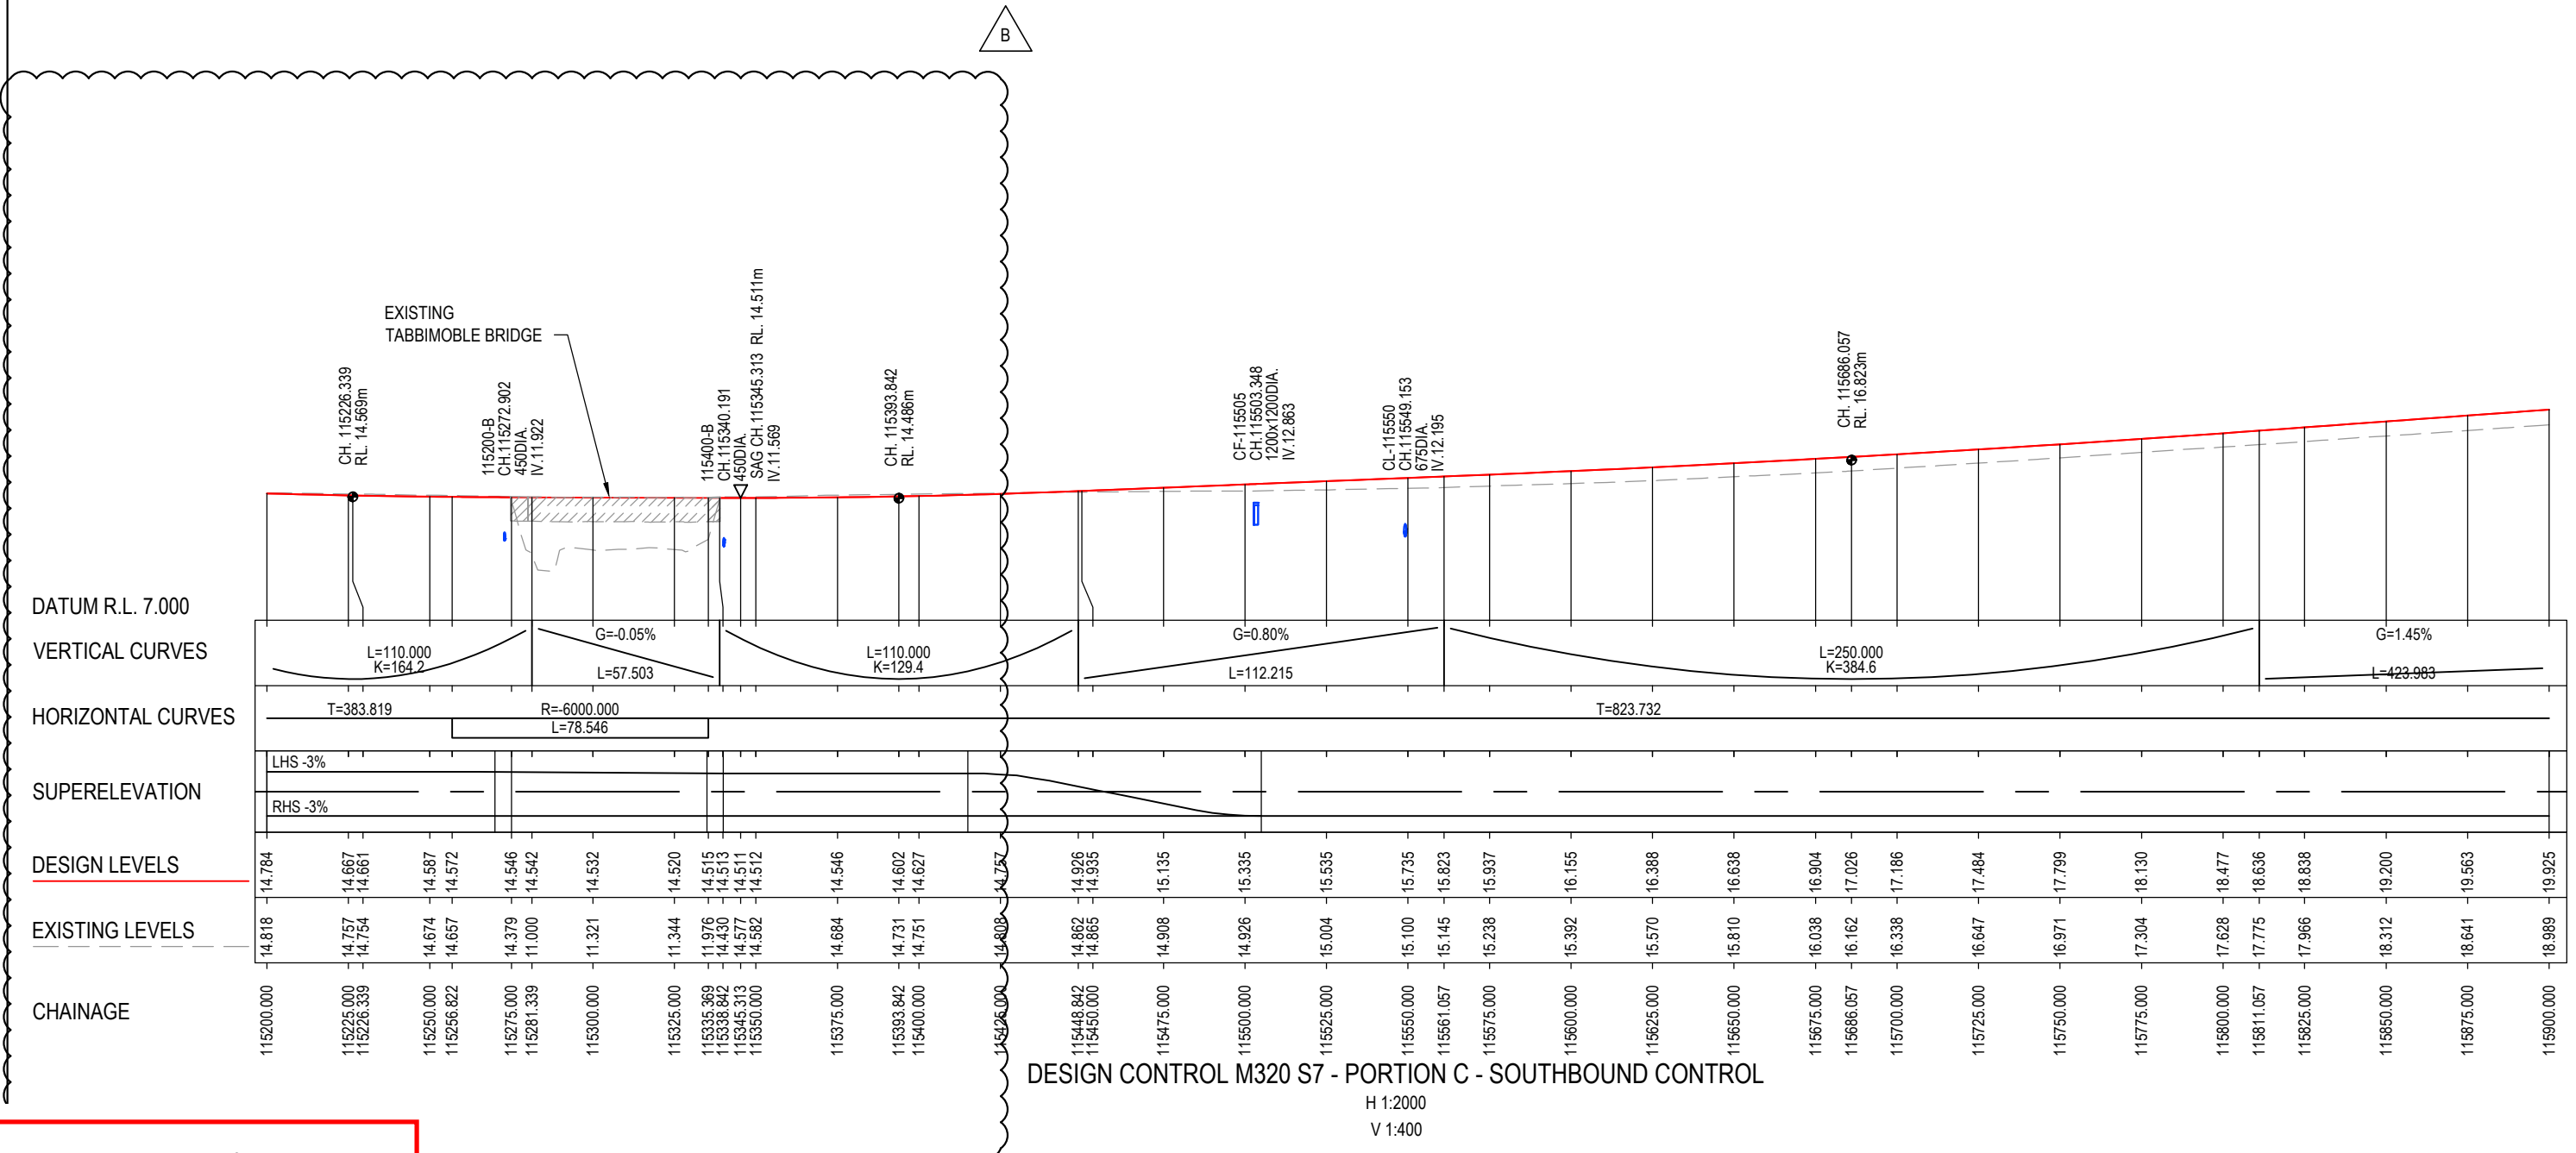 B
EXISTING
TABBIMOBLE BRIDGE
CH. 115226.339
RL. 14.569m
115200-B
CH.115272.902
450DIA.
IV.11.922
115400-B
CH.115340.191
450DIA.
SAG CH.115345.313 RL. 14.511m
IV.11.569
CH. 115393.842
RL. 14.486m
CF-115505
CH.115503.348
1200x1200DIA.
IV.12.863
CL-115550
CH.115549.153
675DIA.
IV.12.195
CH. 115686.057
RL. 16.823m
DATUM R.L. 7.000
VERTICAL CURVES
L=110.000
K=164.2
G=-0.05%
L=57.503
L=110.000
K=129.4
G=0.80%
L=112.215
L=250.000
K=384.6
G=1.45%
L=423.983
HORIZONTAL CURVES
T=383.819
R=-6000.000
L=78.546
T=823.732
SUPERELEVATION
LHS -3%
RHS -3%
DESIGN LEVELS
14.784 14.667 14.661 14.587 14.572 14.546 14.542 14.532 14.520 14.515 14.513 14.511 14.512 14.546 14.602 14.627 14.757 14.926 14.935 15.135 15.335 15.535 15.735 15.823 15.937 16.155 16.388 16.638 16.904 17.026 17.186 17.484 17.799 18.130 18.477 18.636 18.838 19.200 19.563 19.925
EXISTING LEVELS
14.818 14.757 14.754 14.674 14.657 14.379 11.000 11.321 11.344 11.976 14.430 14.577 14.582 14.684 14.731 14.751 14.808 14.862 14.865 14.908 14.926 15.004 15.100 15.145 15.238 15.392 15.570 15.810 16.038 16.162 16.338 16.647 16.971 17.304 17.628 17.775 17.966 18.312 18.641 18.989
CHAINAGE
115200.000 115225.000 115226.339 115250.000 115256.822 115275.000 115281.339 115300.000 115325.000 115335.369 115338.842 115345.313 115350.000 115375.000 115393.842 115400.000 115425.000 115448.842 115450.000 115475.000 115500.000 115525.000 115550.000 115561.057 115575.000 115600.000 115625.000 115650.000 115675.000 115686.057 115700.000 115725.000 115750.000 115775.000 115800.000 115811.057 115825.000 115850.000 115875.000 115900.000
DESIGN CONTROL M320 S7 - PORTION C - SOUTHBOUND CONTROL
H 1:2000
V 1:400